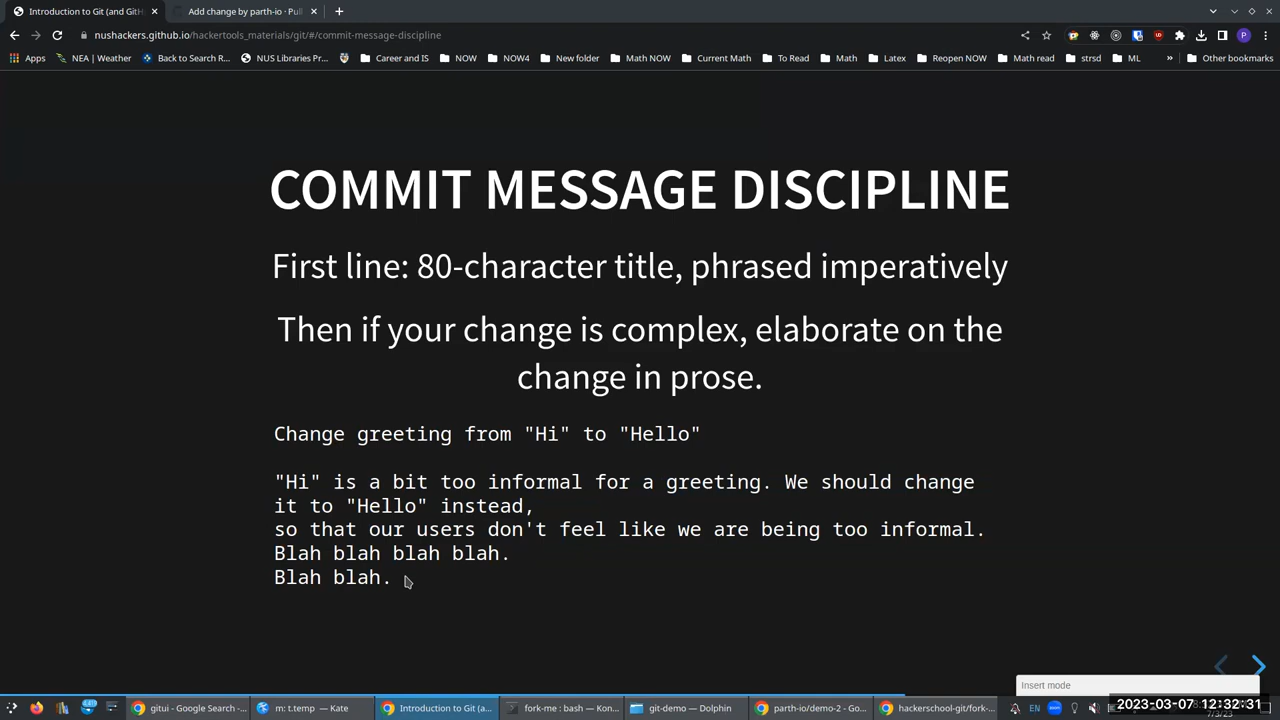 Introduction to Git (and GitH
Add change by parth-io · Pull
nushackers.github.io/hackertools_materials/git/#/commit-message-discipline
Apps
NEA | Weather
Back to Search R...
NUS Libraries Pr...
Career and IS
NOW
NOW4
New folder
Math NOW
Current Math
To Read
Math
Latex
Reopen NOW
Math read
strsd
ML
»
Other bookmarks
COMMIT MESSAGE DISCIPLINE
First line: 80-character title, phrased imperatively
Then if your change is complex, elaborate on the
change in prose.
Change greeting from "Hi" to "Hello"
"Hi" is a bit too informal for a greeting. We should change
it to "Hello" instead,
so that our users don't feel like we are being too informal.
Blah blah blah blah.
Blah blah.
Insert mode
gitui - Google Search -...
m: t.temp — Kate
Introduction to Git (a...
fork-me : bash — Kon...
git-demo — Dolphin
parth-io/demo-2 - Go...
hackerschool-git/fork-...
EN
2023-03-07 12:32:31
7/3/23